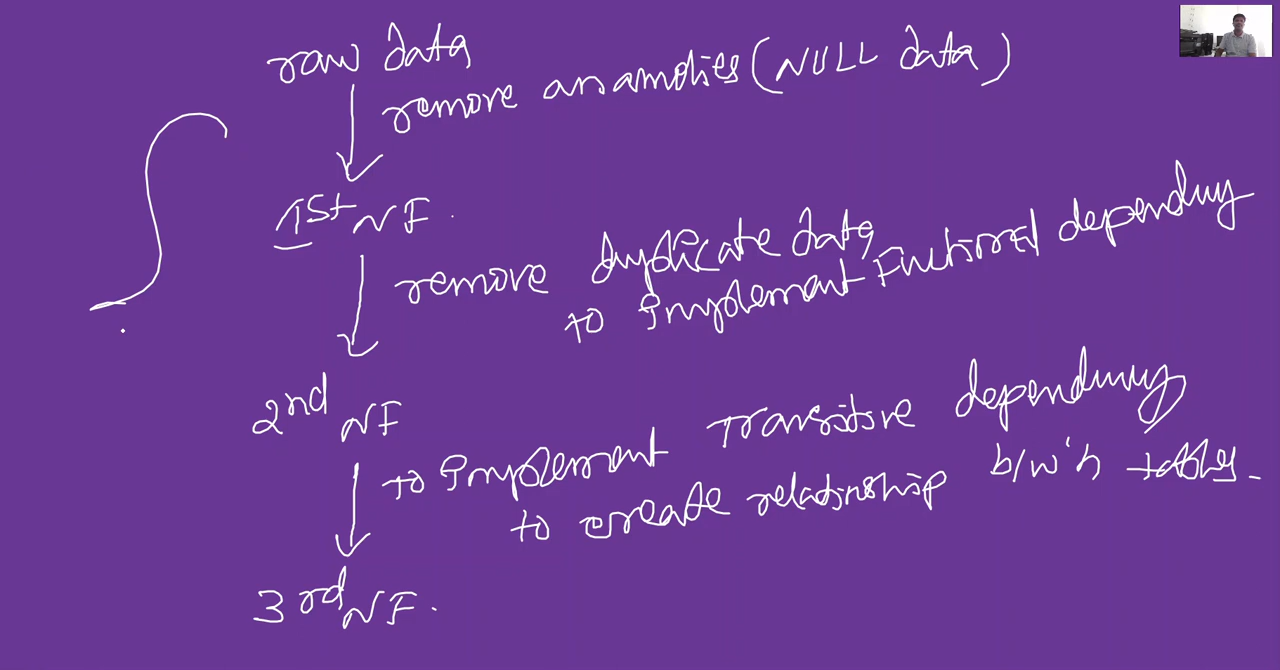 raw data
remove anamolies (NULL data)
1st NF.
remove duplicate data
to implement Functional dependency
2nd NF
to implement Transitive dependency
to create relationship b/w'n tables.
3rd NF.